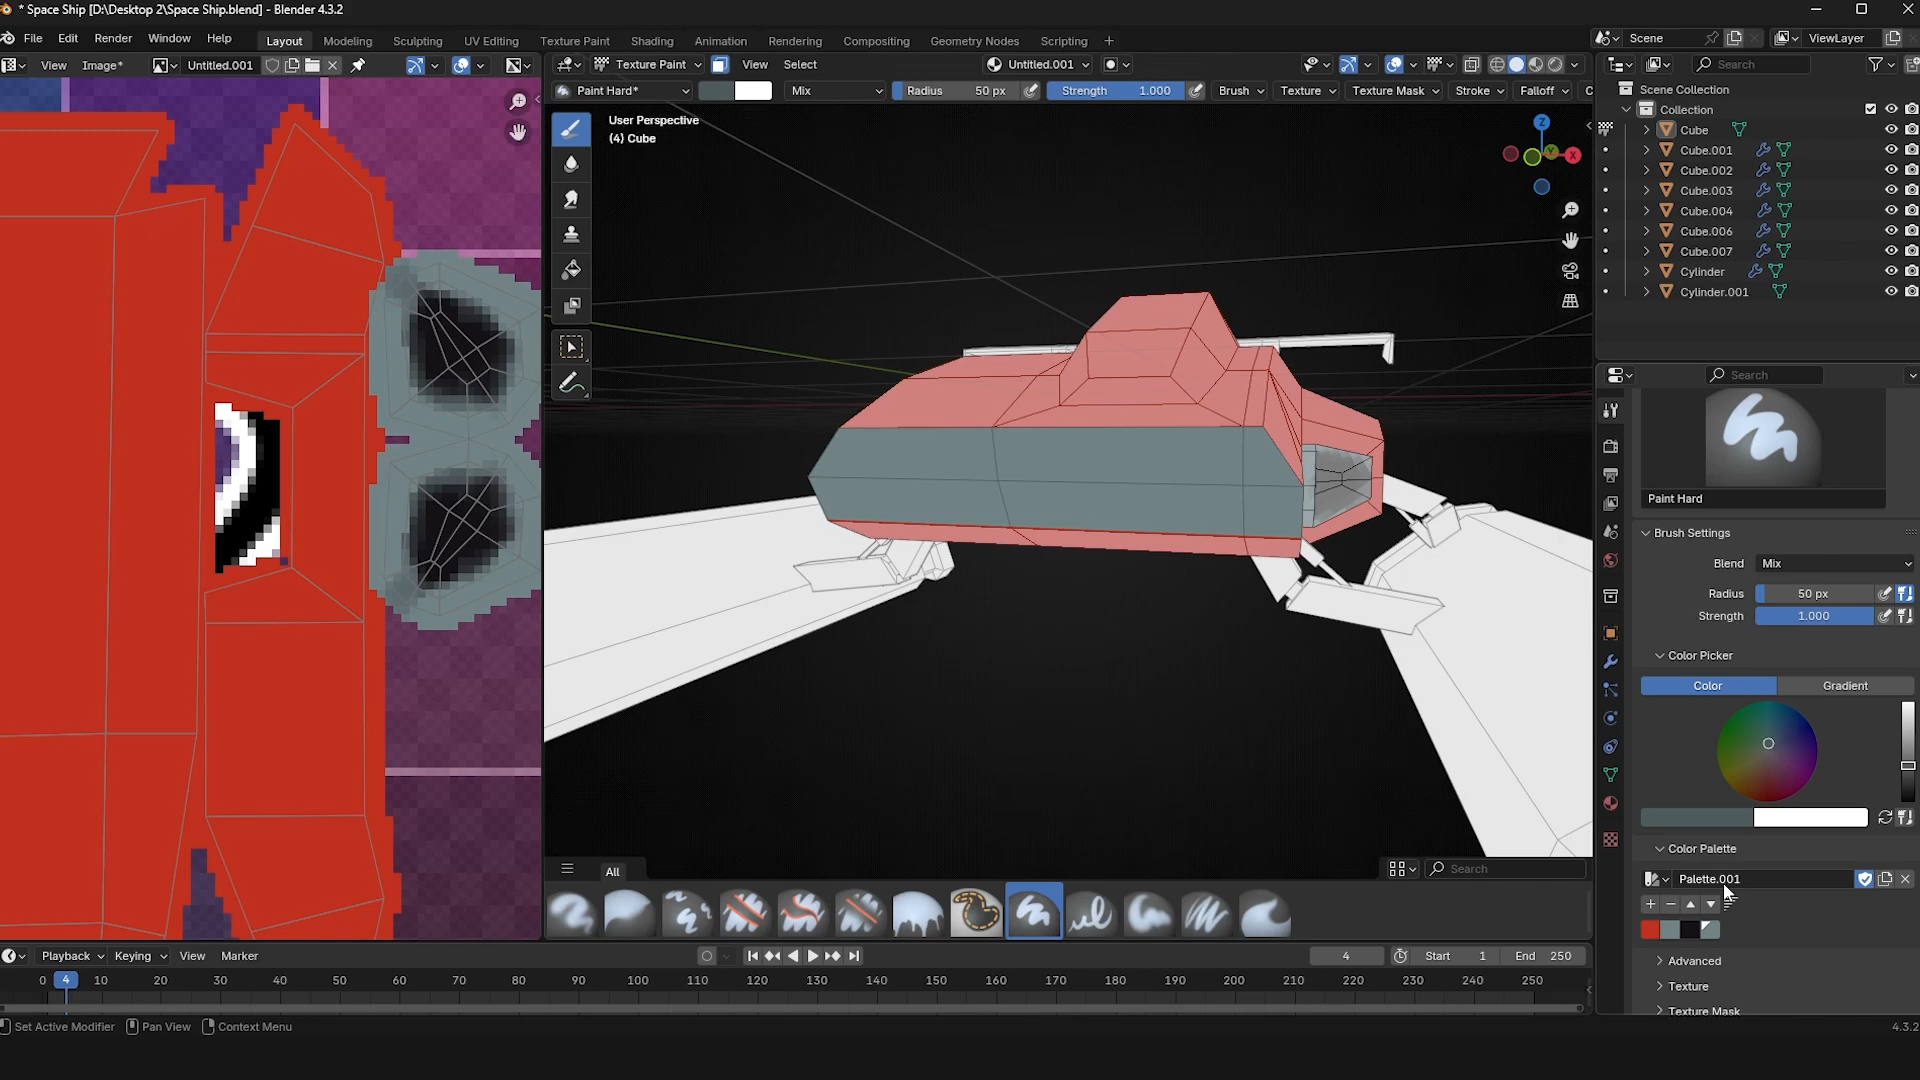 * Space Ship [D:\Desktop 2\Space Ship.blend] - Blender 4.3.2
File Edit Render Window Help Layout Modeling Sculpting UV Editing Texture Paint Shading Animation Rendering Compositing Geometry Nodes Scripting + Scene ViewLayer
View Image* Untitled.001 Texture Paint View Select Untitled.001 Search
Paint Hard* Mix Radius 50 px Strength 1.000 Brush Texture Texture Mask Stroke Falloff C
Scene Collection
Collection
Cube
Cube.001
Cube.002
Cube.003
Cube.004
Cube.006
Cube.007
Cylinder
Cylinder.001
User Perspective
(4) Cube
Z
Y
X
Search
Paint Hard
Brush Settings
Blend Mix
Radius 50 px
Strength 1.000
Color Picker
Color Gradient
Color Palette
Palette.001
Advanced
Texture
Texture Mask
All Search
Playback Keying View Marker 4 Start 1 End 250
0 4 10 20 30 40 50 60 70 80 90 100 110 120 130 140 150 160 170 180 190 200 210 220 230 240 250
Set Active Modifier Pan View Context Menu 4.3.2